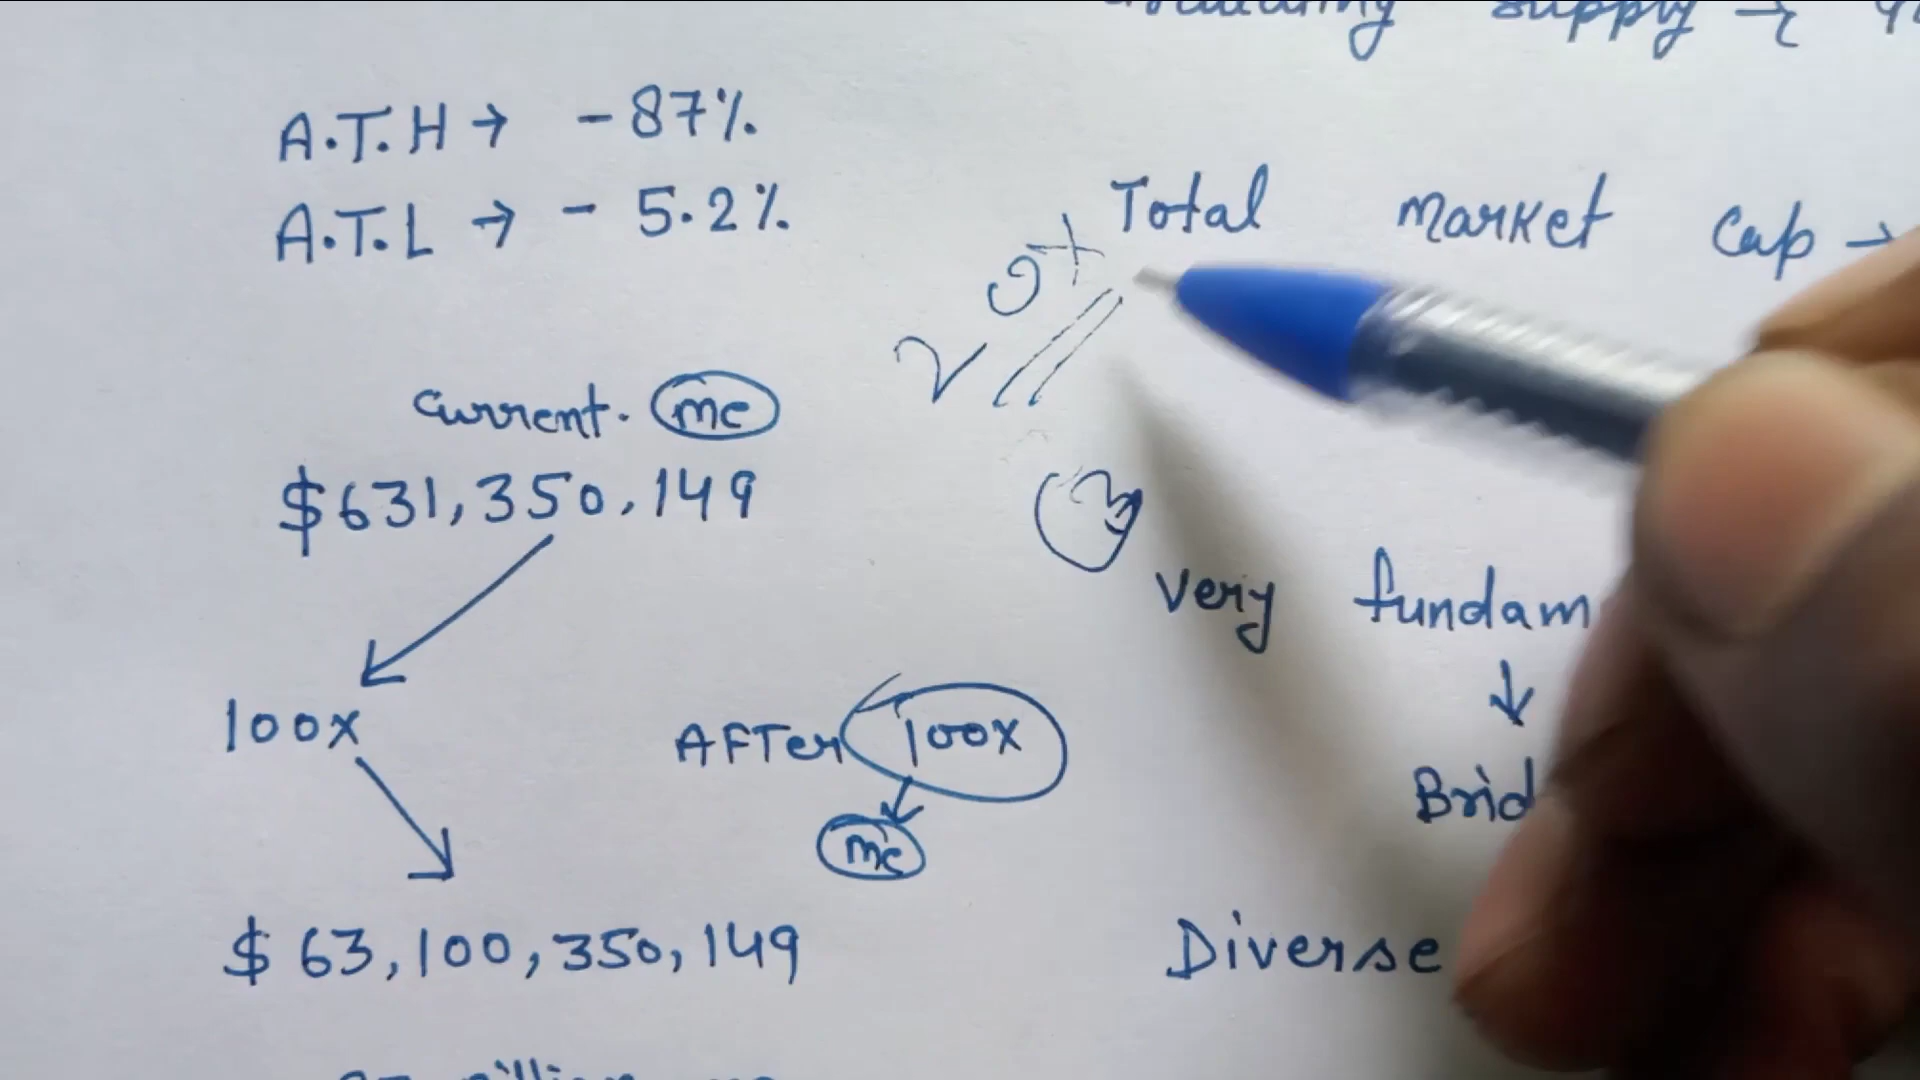 supply →
A.T.H → - 87%.
A.T.L → - 5.2%.
Total market Cap →
current. mc
$631,350,149
very fundam
100x
AFTer 100x
Brid
mc
$ 63,100,350,149
Diverse